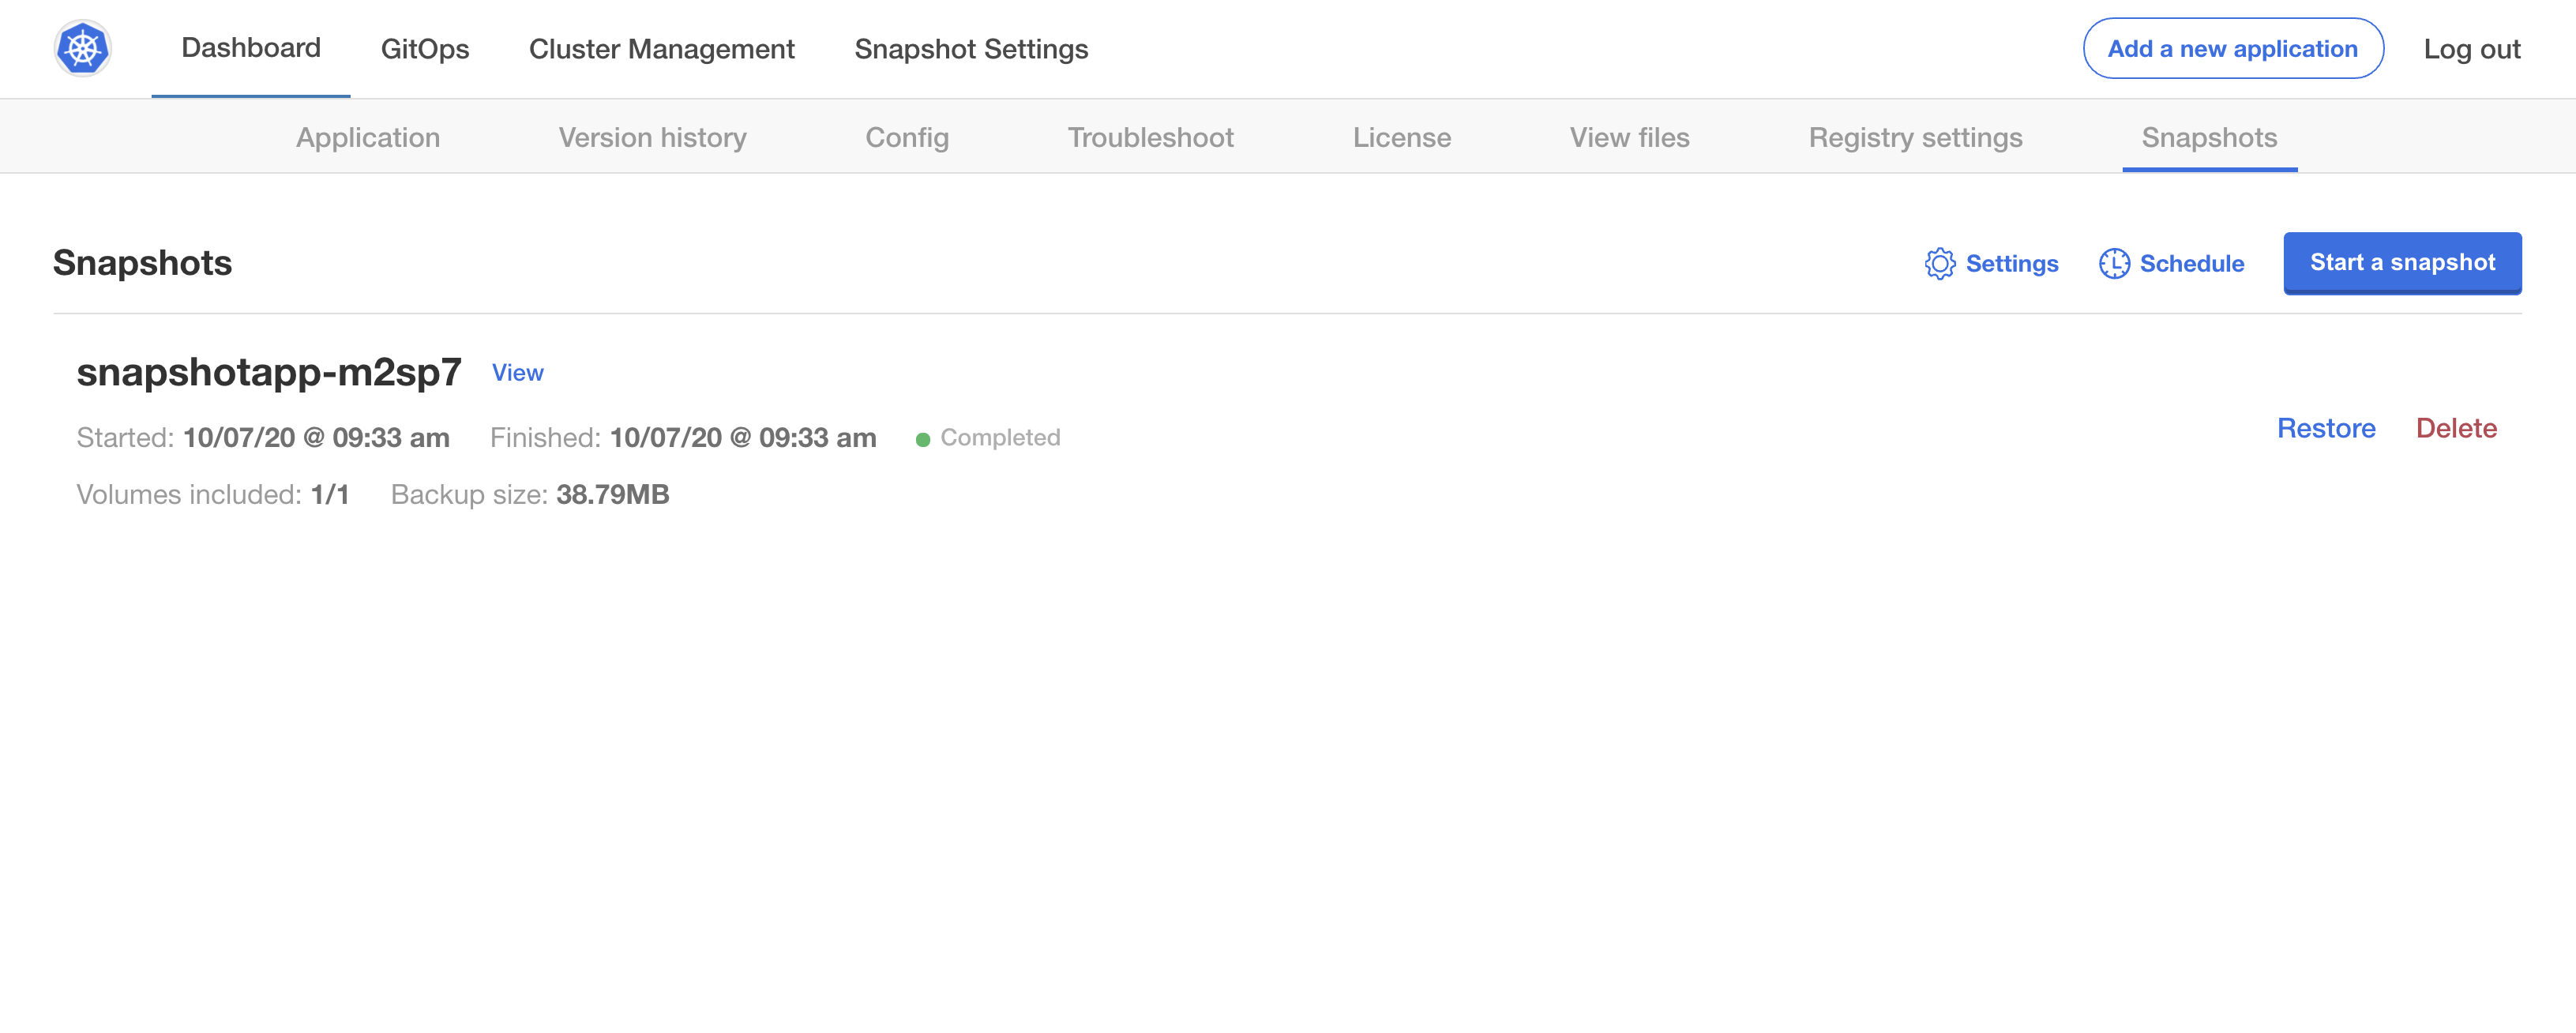 Dashboard GitOps Cluster Management Snapshot Settings Add a new application Log out
Application Version history Config Troubleshoot License View files Registry settings Snapshots
Snapshots Settings Schedule Start a snapshot
snapshotapp-m2sp7 View
Started: 10/07/20 @ 09:33 am Finished: 10/07/20 @ 09:33 am Completed
Restore Delete
Volumes included: 1/1 Backup size: 38.79MB